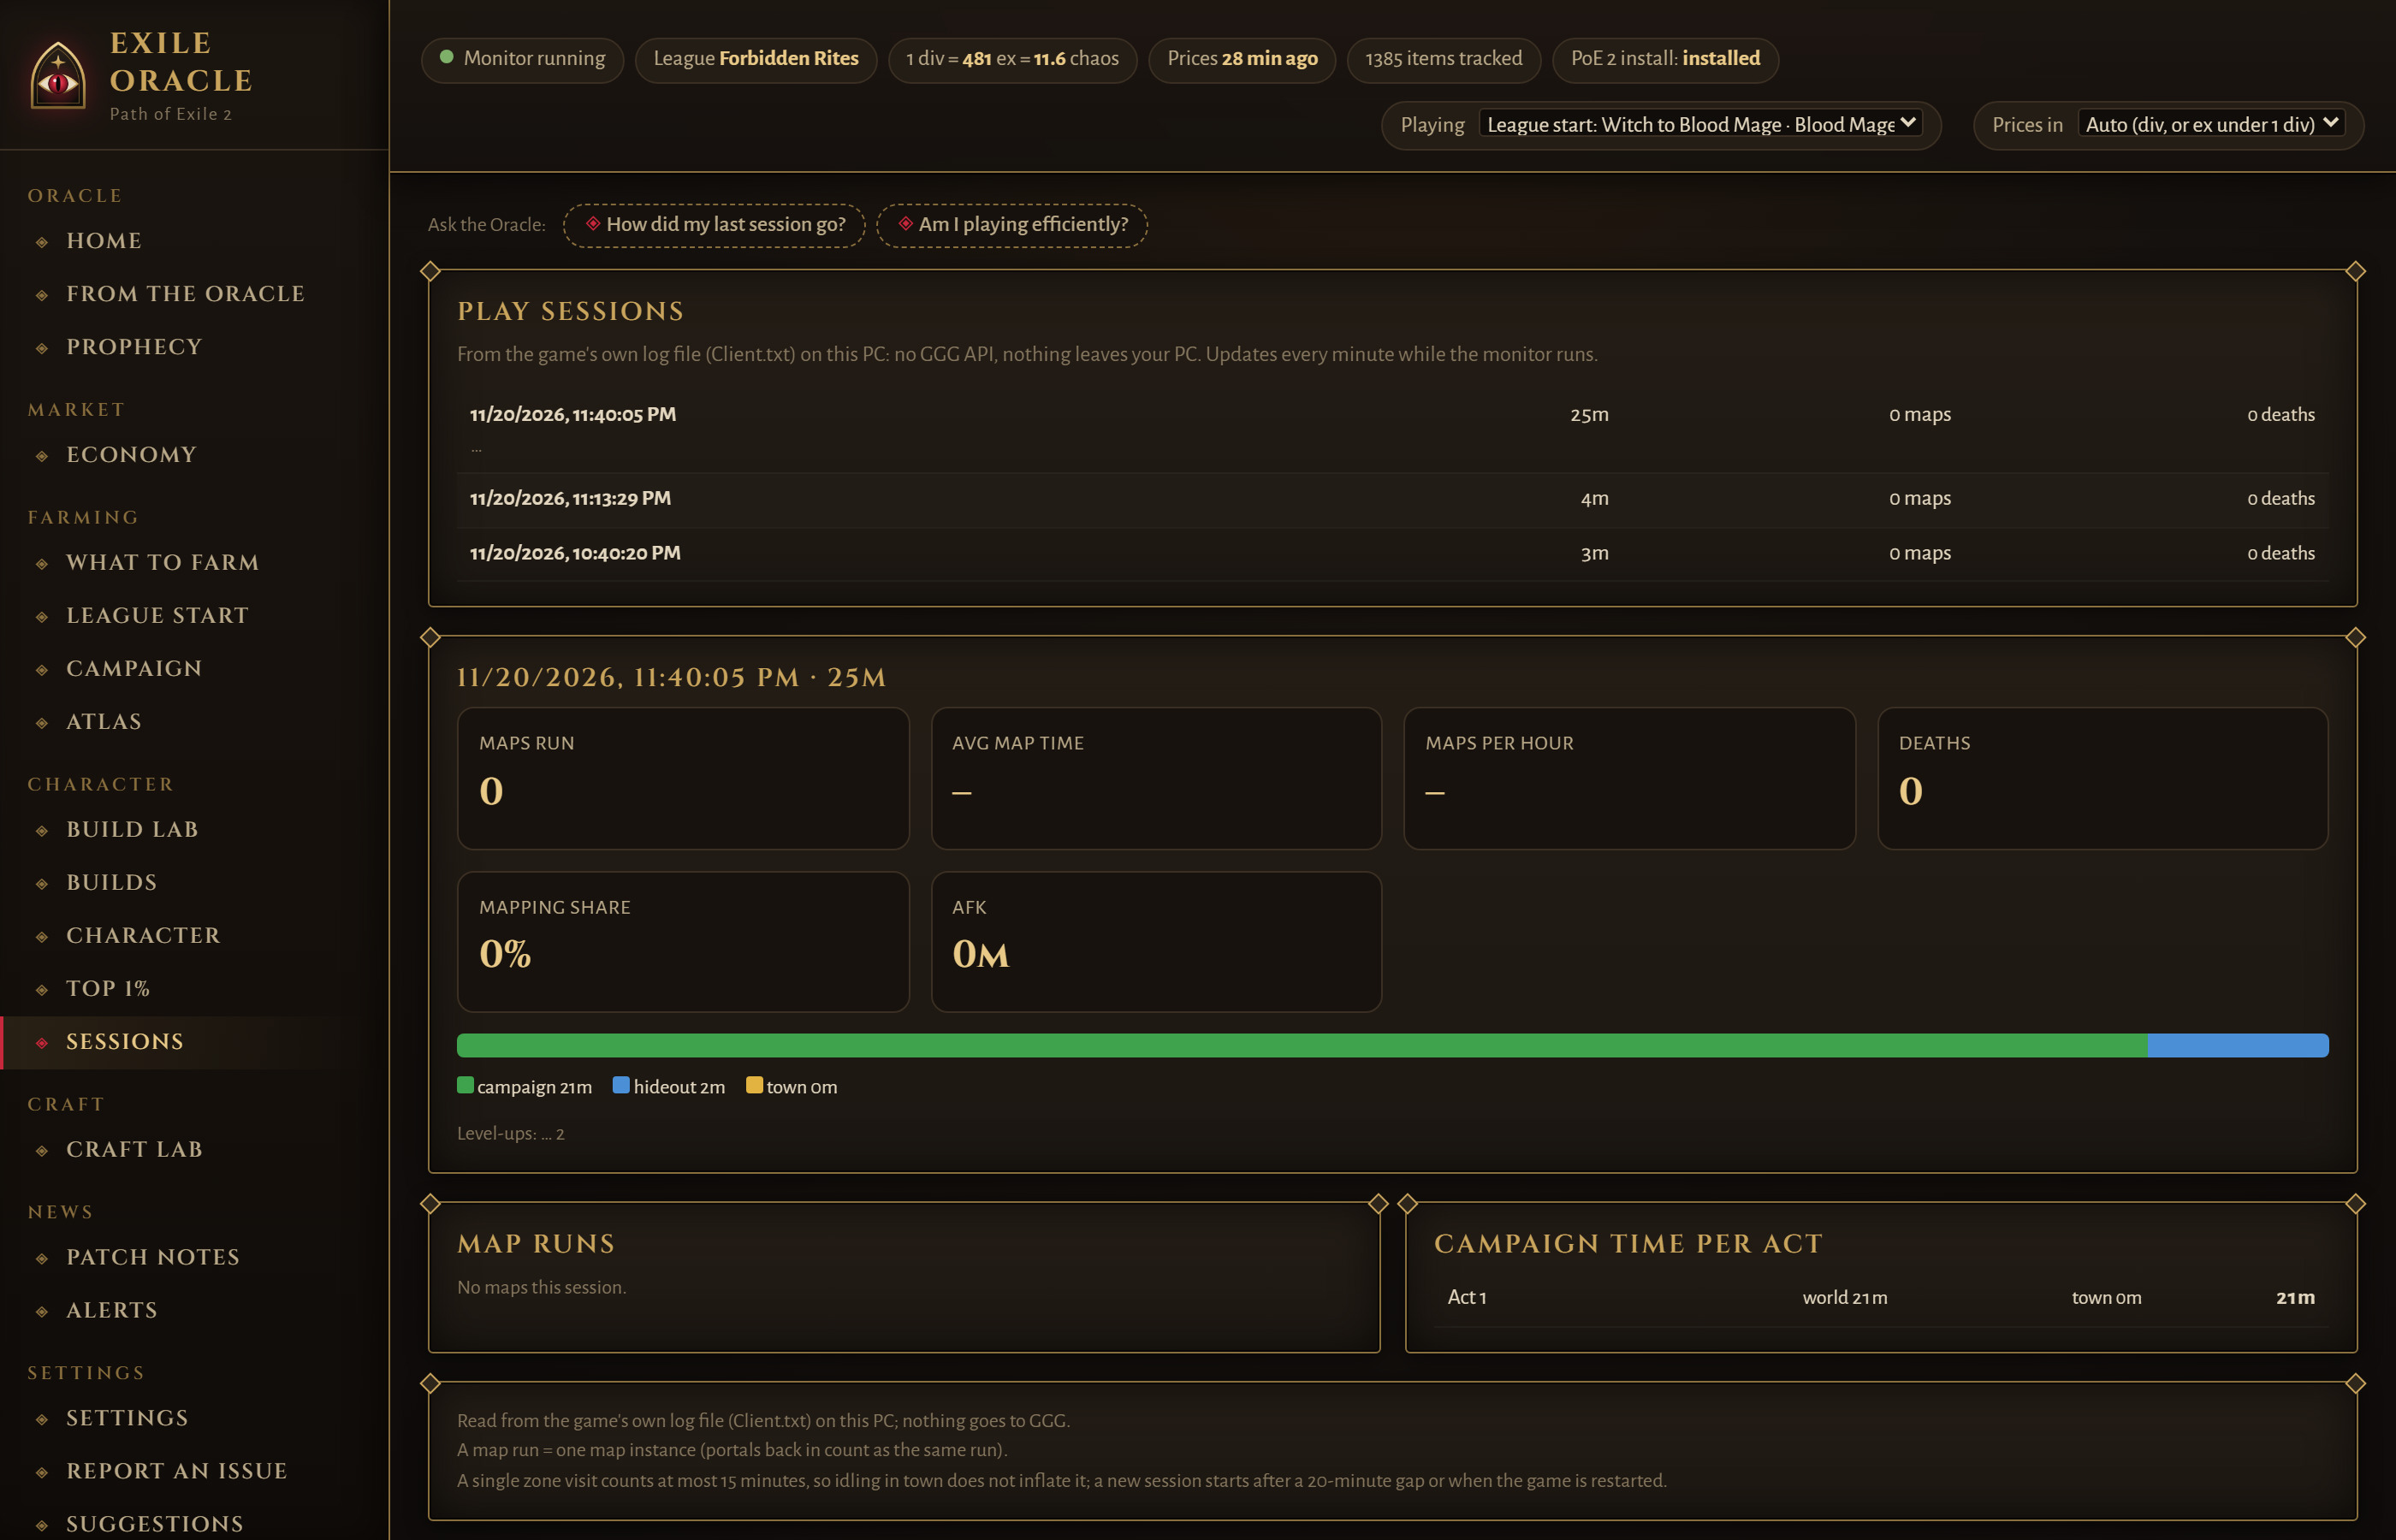 EXILE
ORACLE
Path of Exile 2
ORACLE
HOME
FROM THE ORACLE
PROPHECY
MARKET
ECONOMY
FARMING
WHAT TO FARM
LEAGUE START
CAMPAIGN
ATLAS
CHARACTER
BUILD LAB
BUILDS
CHARACTER
TOP 1%
SESSIONS
CRAFT
CRAFT LAB
NEWS
PATCH NOTES
ALERTS
SETTINGS
SETTINGS
REPORT AN ISSUE
SUGGESTIONS
Monitor running League Forbidden Rites 1 div = 481 ex = 11.6 chaos Prices 28 min ago 1385 items tracked PoE 2 install: installed
Playing League start: Witch to Blood Mage · Blood Mage Prices in Auto (div, or ex under 1 div)
Ask the Oracle: How did my last session go? Am I playing efficiently?
PLAY SESSIONS
From the game's own log file (Client.txt) on this PC: no GGG API, nothing leaves your PC. Updates every minute while the monitor runs.
11/20/2026, 11:40:05 PM 25m 0 maps 0 deaths
...
11/20/2026, 11:13:29 PM 4m 0 maps 0 deaths
11/20/2026, 10:40:20 PM 3m 0 maps 0 deaths
11/20/2026, 11:40:05 PM · 25M
MAPS RUN AVG MAP TIME MAPS PER HOUR DEATHS
0 – – 0
MAPPING SHARE AFK
0% 0M
campaign 21m hideout 2m town 0m
Level-ups: ... 2
MAP RUNS
No maps this session.
CAMPAIGN TIME PER ACT
Act 1 world 21m town 0m 21m
Read from the game's own log file (Client.txt) on this PC; nothing goes to GGG.
A map run = one map instance (portals back in count as the same run).
A single zone visit counts at most 15 minutes, so idling in town does not inflate it; a new session starts after a 20-minute gap or when the game is restarted.